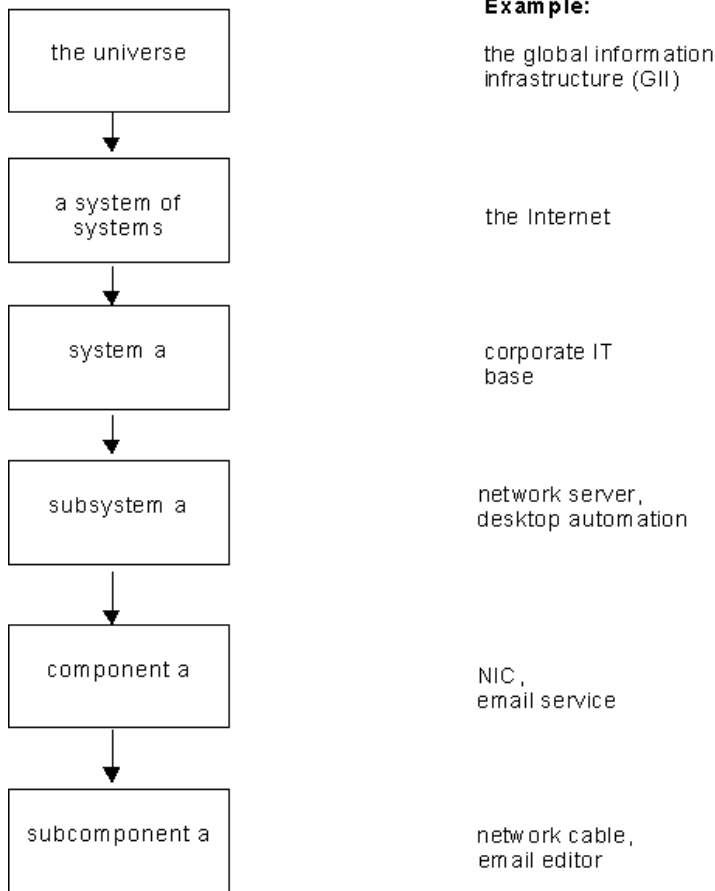 Example:
the universe
the global information
infrastructure (GII)
a system of
systems
the Internet
system a
corporate IT
base
subsystem a
network server,
desktop automation
component a
NIC,
email service
subcomponent a
network cable,
email editor